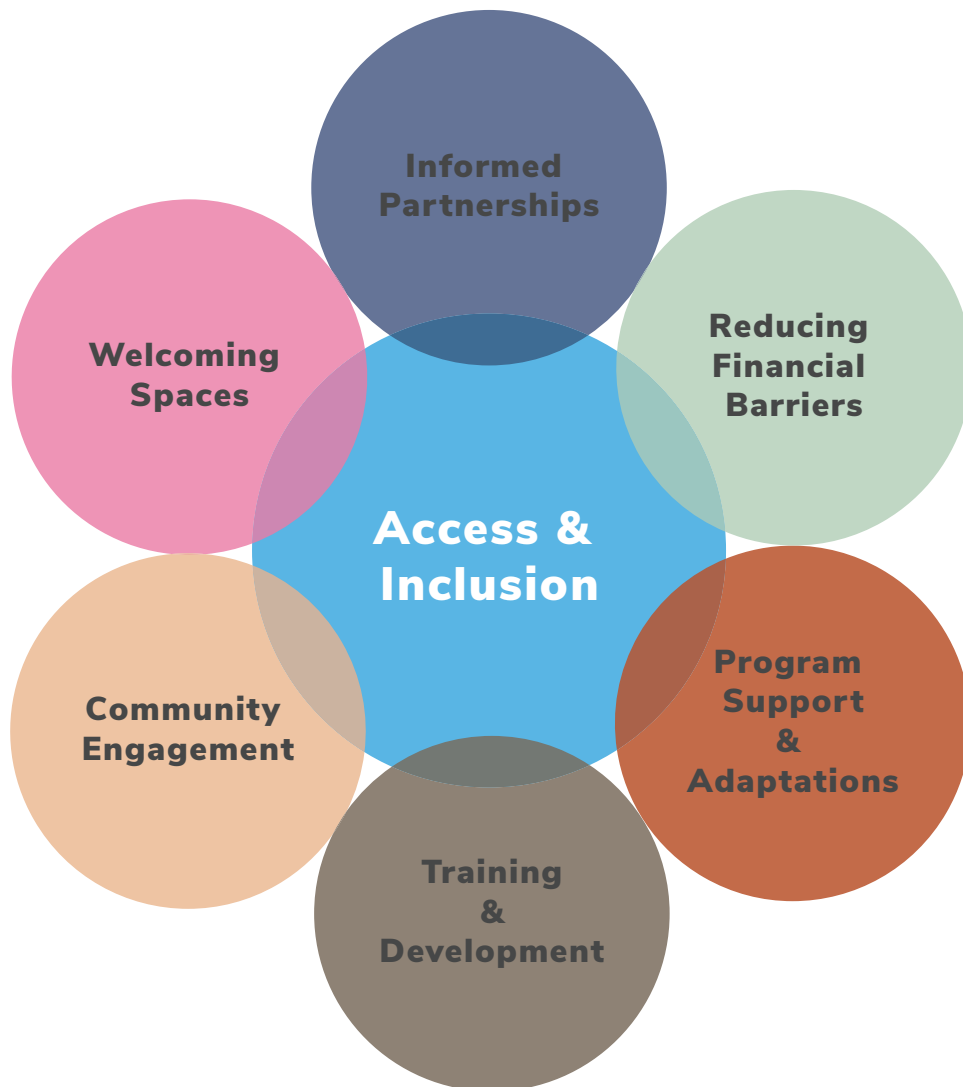 Informed
Partnerships
Reducing
Financial
Barriers
Welcoming
Spaces
Access &
Inclusion
Program
Support
&
Adaptations
Community
Engagement
Training
&
Development